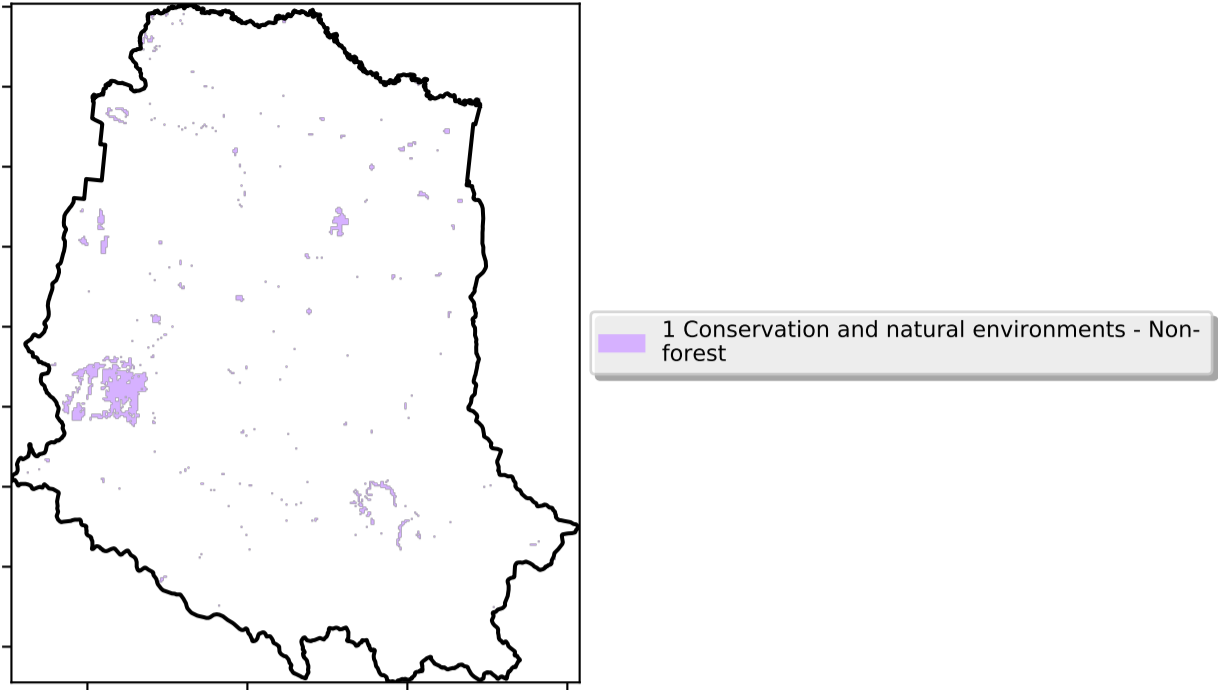 1 Conservation and natural environments - Non-
forest